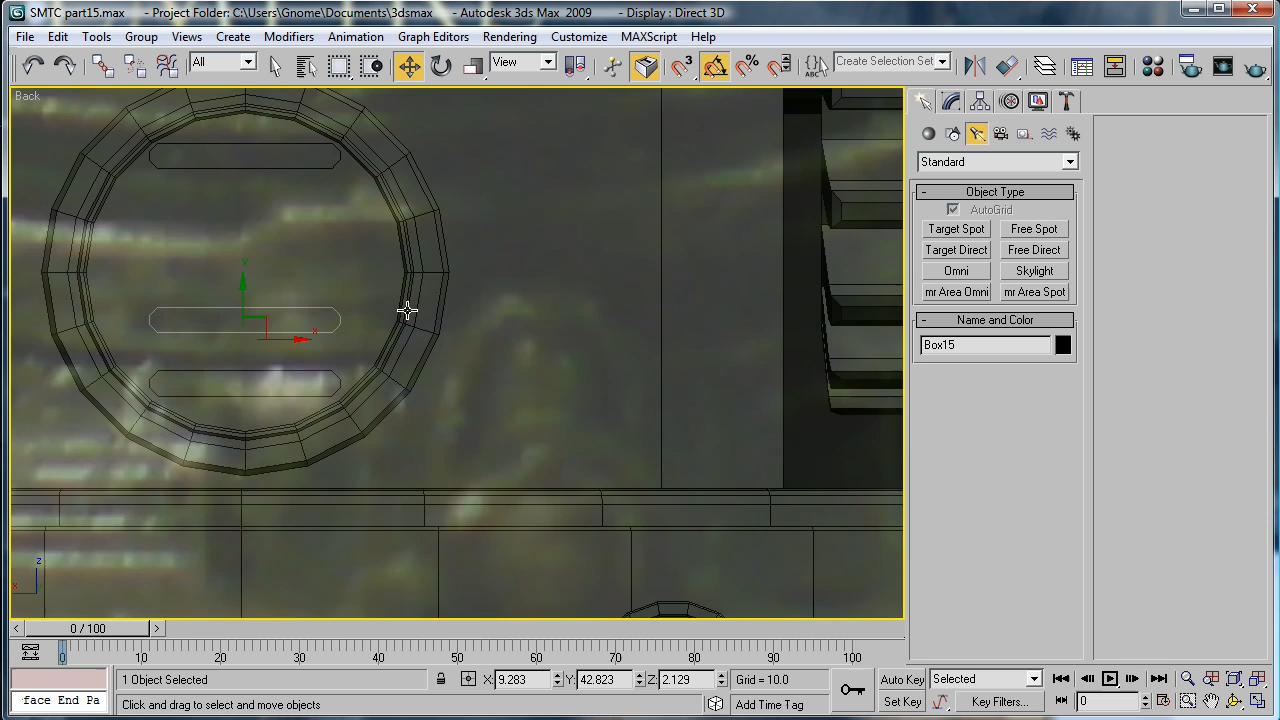 SMTC part15.max - Project Folder: C:\Users\Gnome\Documents\3dsmax - Autodesk 3ds Max 2009 - Display : Direct 3D
File Edit Tools Group Views Create Modifiers Animation Graph Editors Rendering Customize MAXScript Help
All View 3 Create Selection Set
Back
Standard
- Object Type
AutoGrid
Target Spot Free Spot
Target Direct Free Direct
Omni Skylight
mr Area Omni mr Area Spot
- Name and Color
Box15
y
x
z
x
< 0 / 100 >
0 10 20 30 40 50 60 70 80 90 100
1 Object Selected X: 9.283 Y: 42.823 Z: 2.129 Grid = 10.0 Auto Key Selected
face End Pa Click and drag to select and move objects Add Time Tag Set Key Key Filters... 0